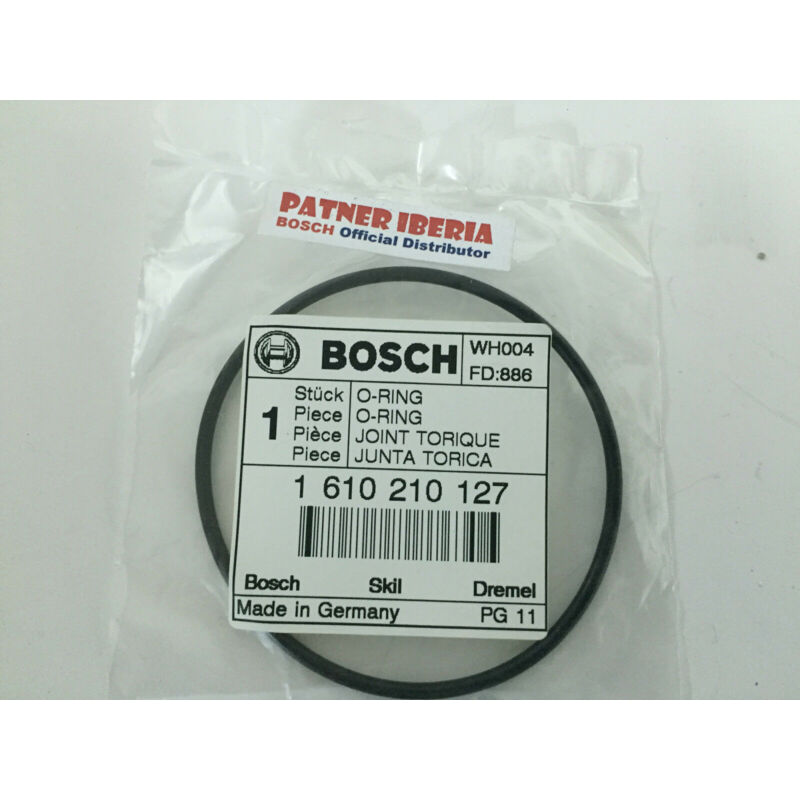 PATNER IBERIA
BOSCH Official Distributor
BOSCH
WH004
FD:886
1
Stück O-RING
Piece O-RING
Pièce JOINT TORIQUE
Piece JUNTA TORICA
1 610 210 127
Bosch Skil Dremel
Made in Germany PG 11